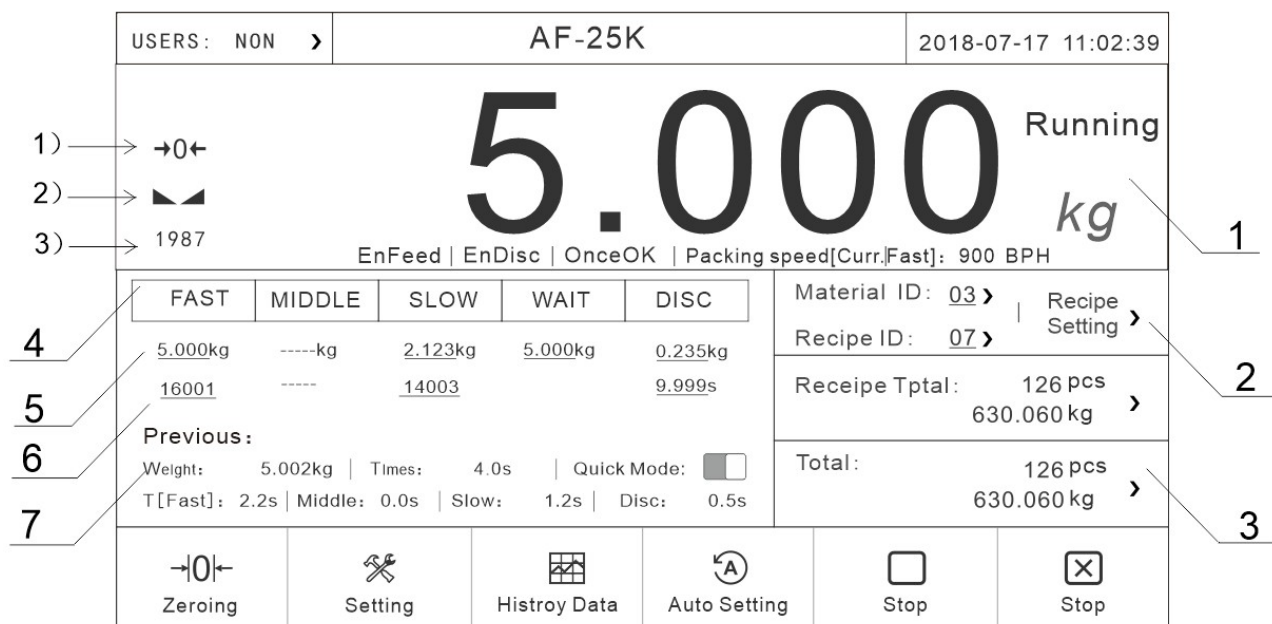 USERS: NON ❯ AF-25K 2018-07-17 11:02:39
1) →0← 5.000 Running
2)
3) 1987 kg 1
EnFeed | EnDisc | OnceOK | Packing speed[Curr.|Fast]: 900 BPH
4 FAST MIDDLE SLOW WAIT DISC
Material ID: 03 ❯ | Recipe Setting ❯
Recipe ID: 07 ❯
5.000kg -----kg 2.123kg 5.000kg 0.235kg 2
5 16001 ----- 14003 9.999s
Receipe Tptal: 126 pcs
630.060 kg ❯
6 Previous:
7 Weight: 5.002kg | TImes: 4.0s | Quick Mode:
T[Fast]: 2.2s | Middle: 0.0s | Slow: 1.2s | Disc: 0.5s
Total: 126 pcs
630.060 kg ❯ 3
→|0|← A
Zeroing Setting Histroy Data Auto Setting Stop Stop